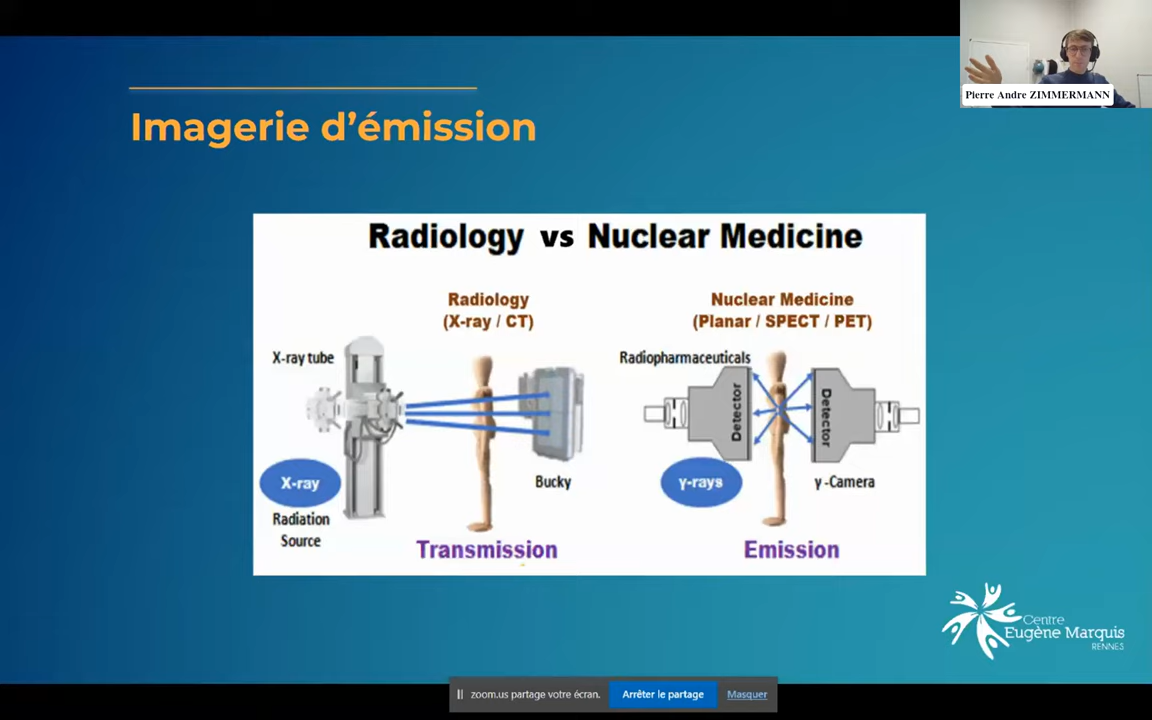 Pierre Andre ZIMMERMANN
Imagerie d'émission
Radiology vs Nuclear Medicine
Radiology
(X-ray / CT)
Nuclear Medicine
(Planar / SPECT / PET)
X-ray tube
Radiopharmaceuticals
Detector
Detector
X-ray
Bucky
γ-rays
γ-Camera
Radiation
Source
Transmission
Emission
Centre
Eugène Marquis
RENNES
zoom.us partage votre écran.
Arrêter le partage
Masquer